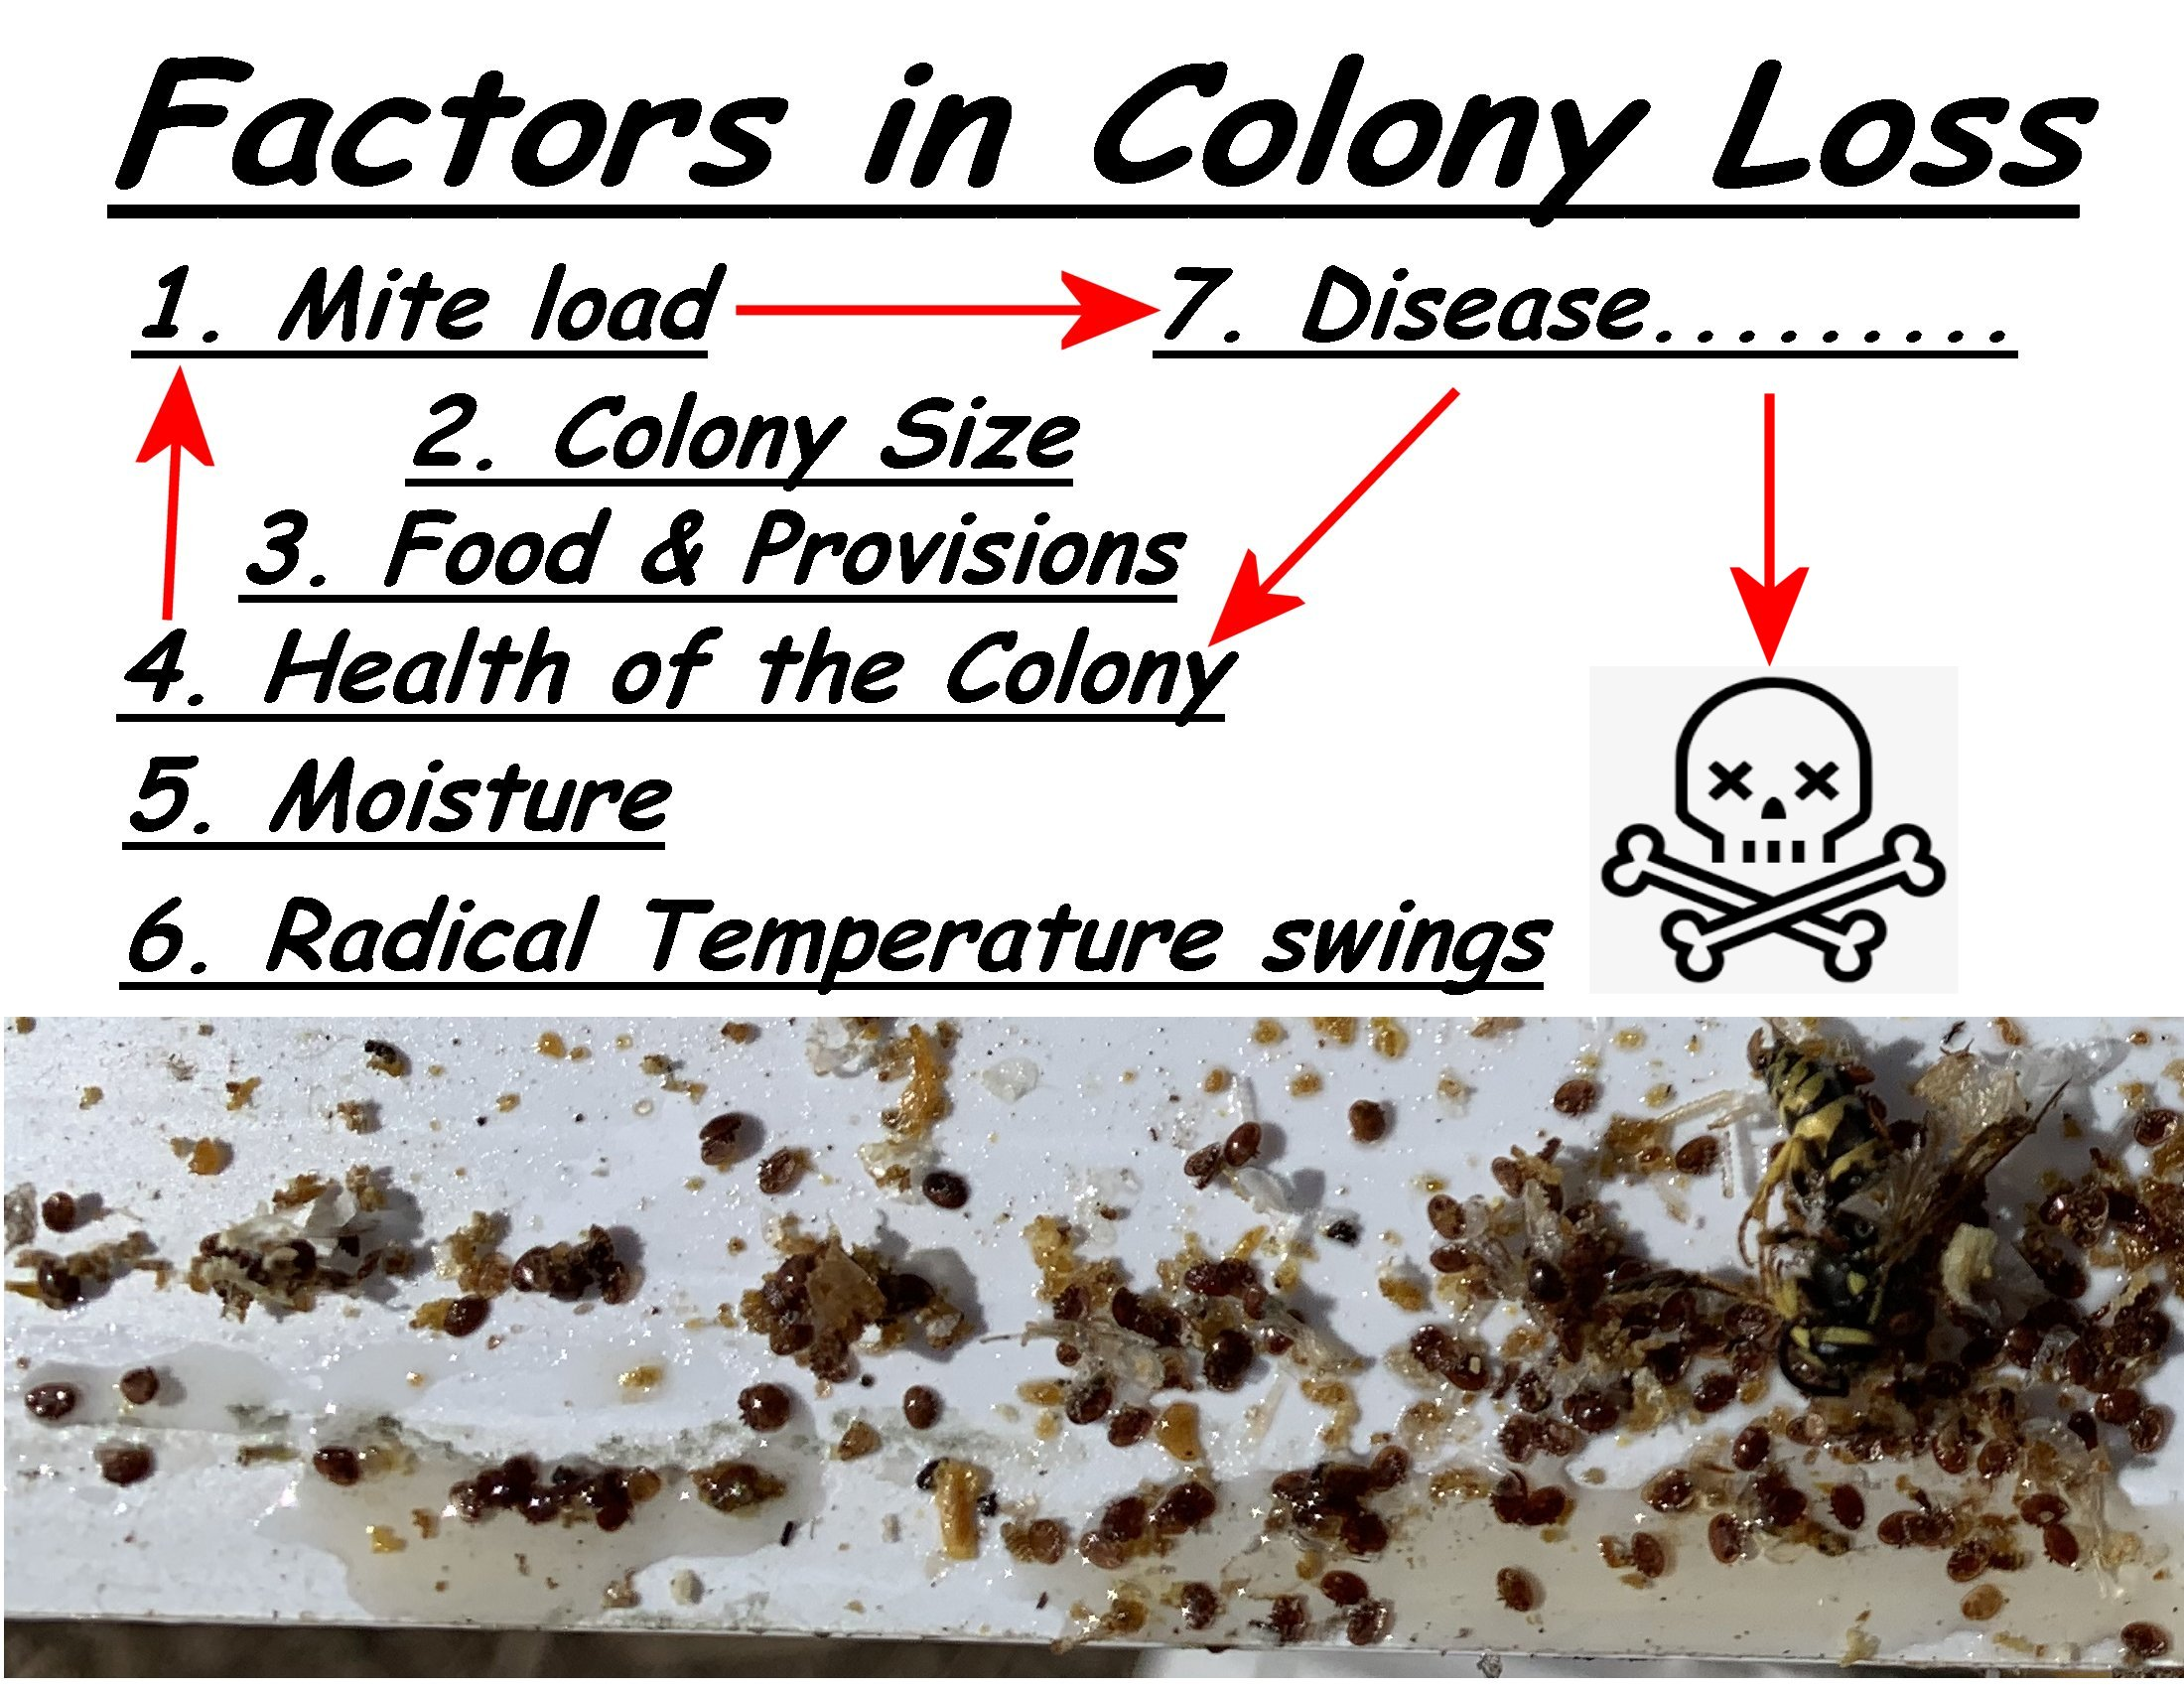 Factors in Colony Loss
1. Mite load
7. Disease.........
2. Colony Size
3. Food & Provisions
4. Health of the Colony
5. Moisture
6. Radical Temperature swings